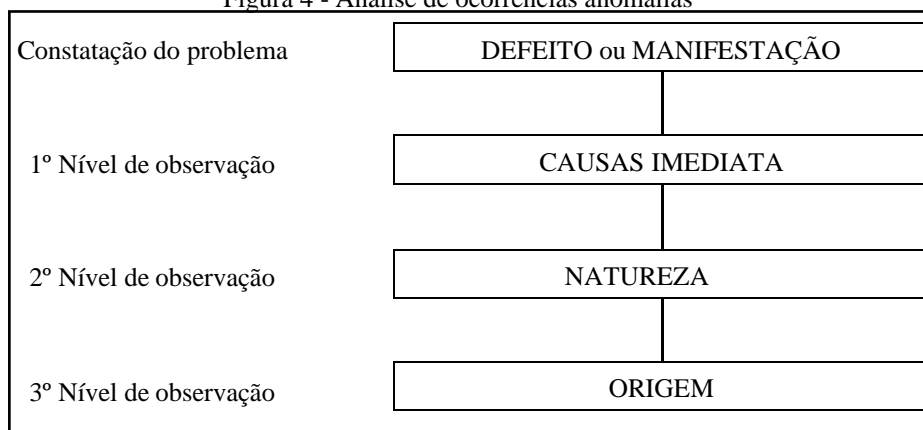 Figura 4 - Análise de ocorrências anomalias
Constatação do problema DEFEITO ou MANIFESTAÇÃO
1º Nível de observação CAUSAS IMEDIATA
2º Nível de observação NATUREZA
3º Nível de observação ORIGEM